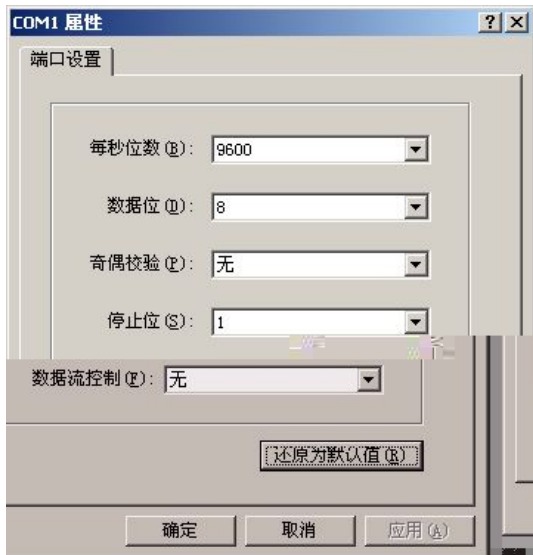 COM1 属性
端口设置
每秒位数(B): 9600
数据位(D): 8
奇偶校验(P): 无
停止位(S): 1
数据流控制(F): 无
还原为默认值(R)
确定 取消 应用(A)